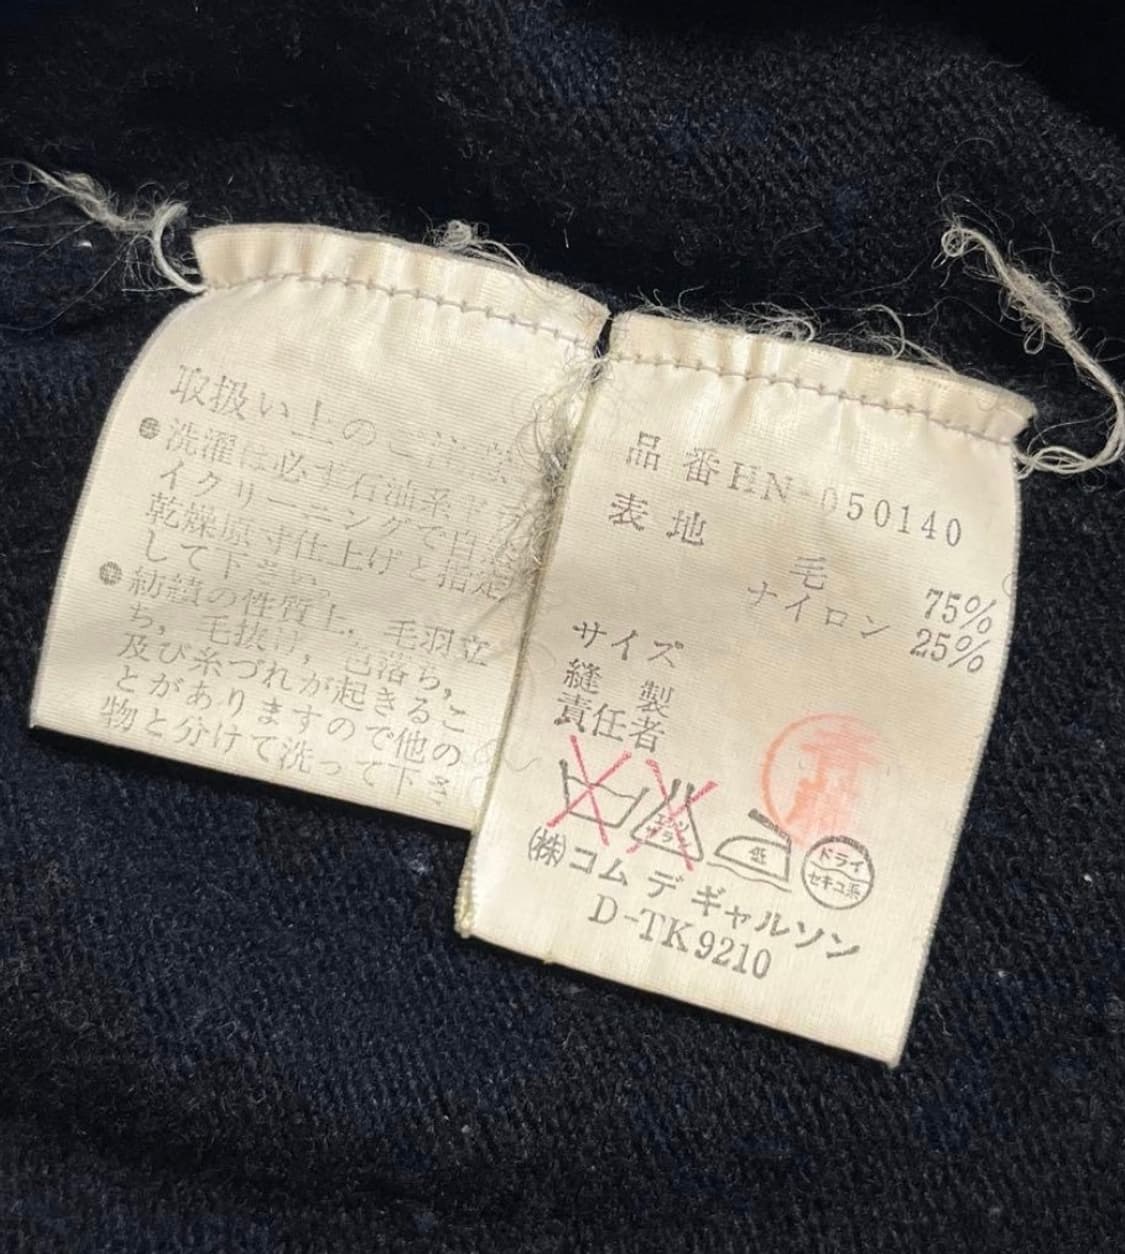 取扱い上のご注意
洗濯は必ず石油系ドラ
イクリーニングで自然
乾燥原寸仕上げと指定
して下さい。
紡績の性質上，毛羽立
ち，毛抜け，色落ち，
及び糸づれが起きるこ
とがありますので他の
物と分けて洗って下さ
品番HN-050140
表地
毛 75%
ナイロン 25%
サイズ
縫製
責任者
エンソ
サラシ
低
ドライ
セキユ系
(株)コム デ ギャルソン
D-TK9210